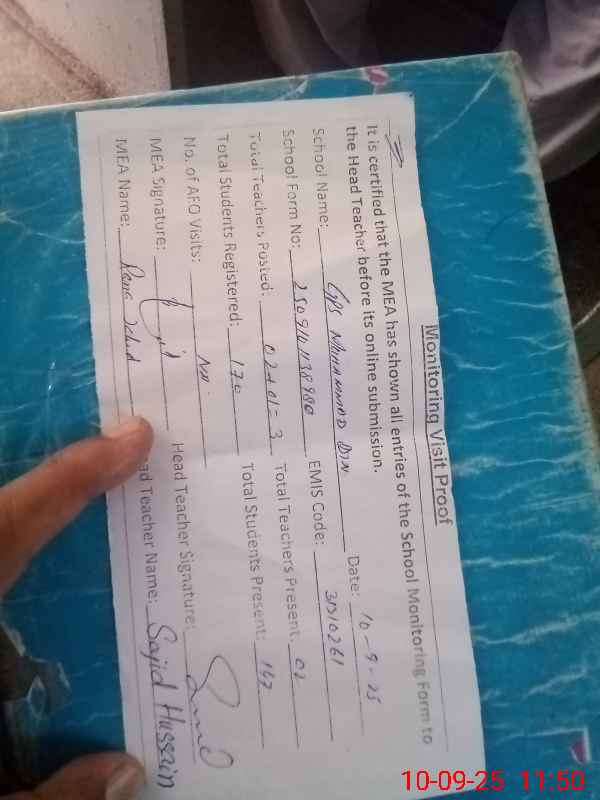 Monitoring Visit Proof
It is certified that the MEA has shown all entries of the School Monitoring Form to
the Head Teacher before its online submission.
Date: 10-9-25
School Name: GPS MUHAMMAD DIN
School Form No: EMIS Code: 31310261
Total Teachers Posted: 02+01=3 Total Teachers Present: 02
Total Students Registered: 170 Total Students Present: 167
No. of AEO Visits: No.
MEA Signature: Head Teacher Signature:
MEA Name: Rana ad Teacher Name: Sajid Hussain
10-09-25 11:50